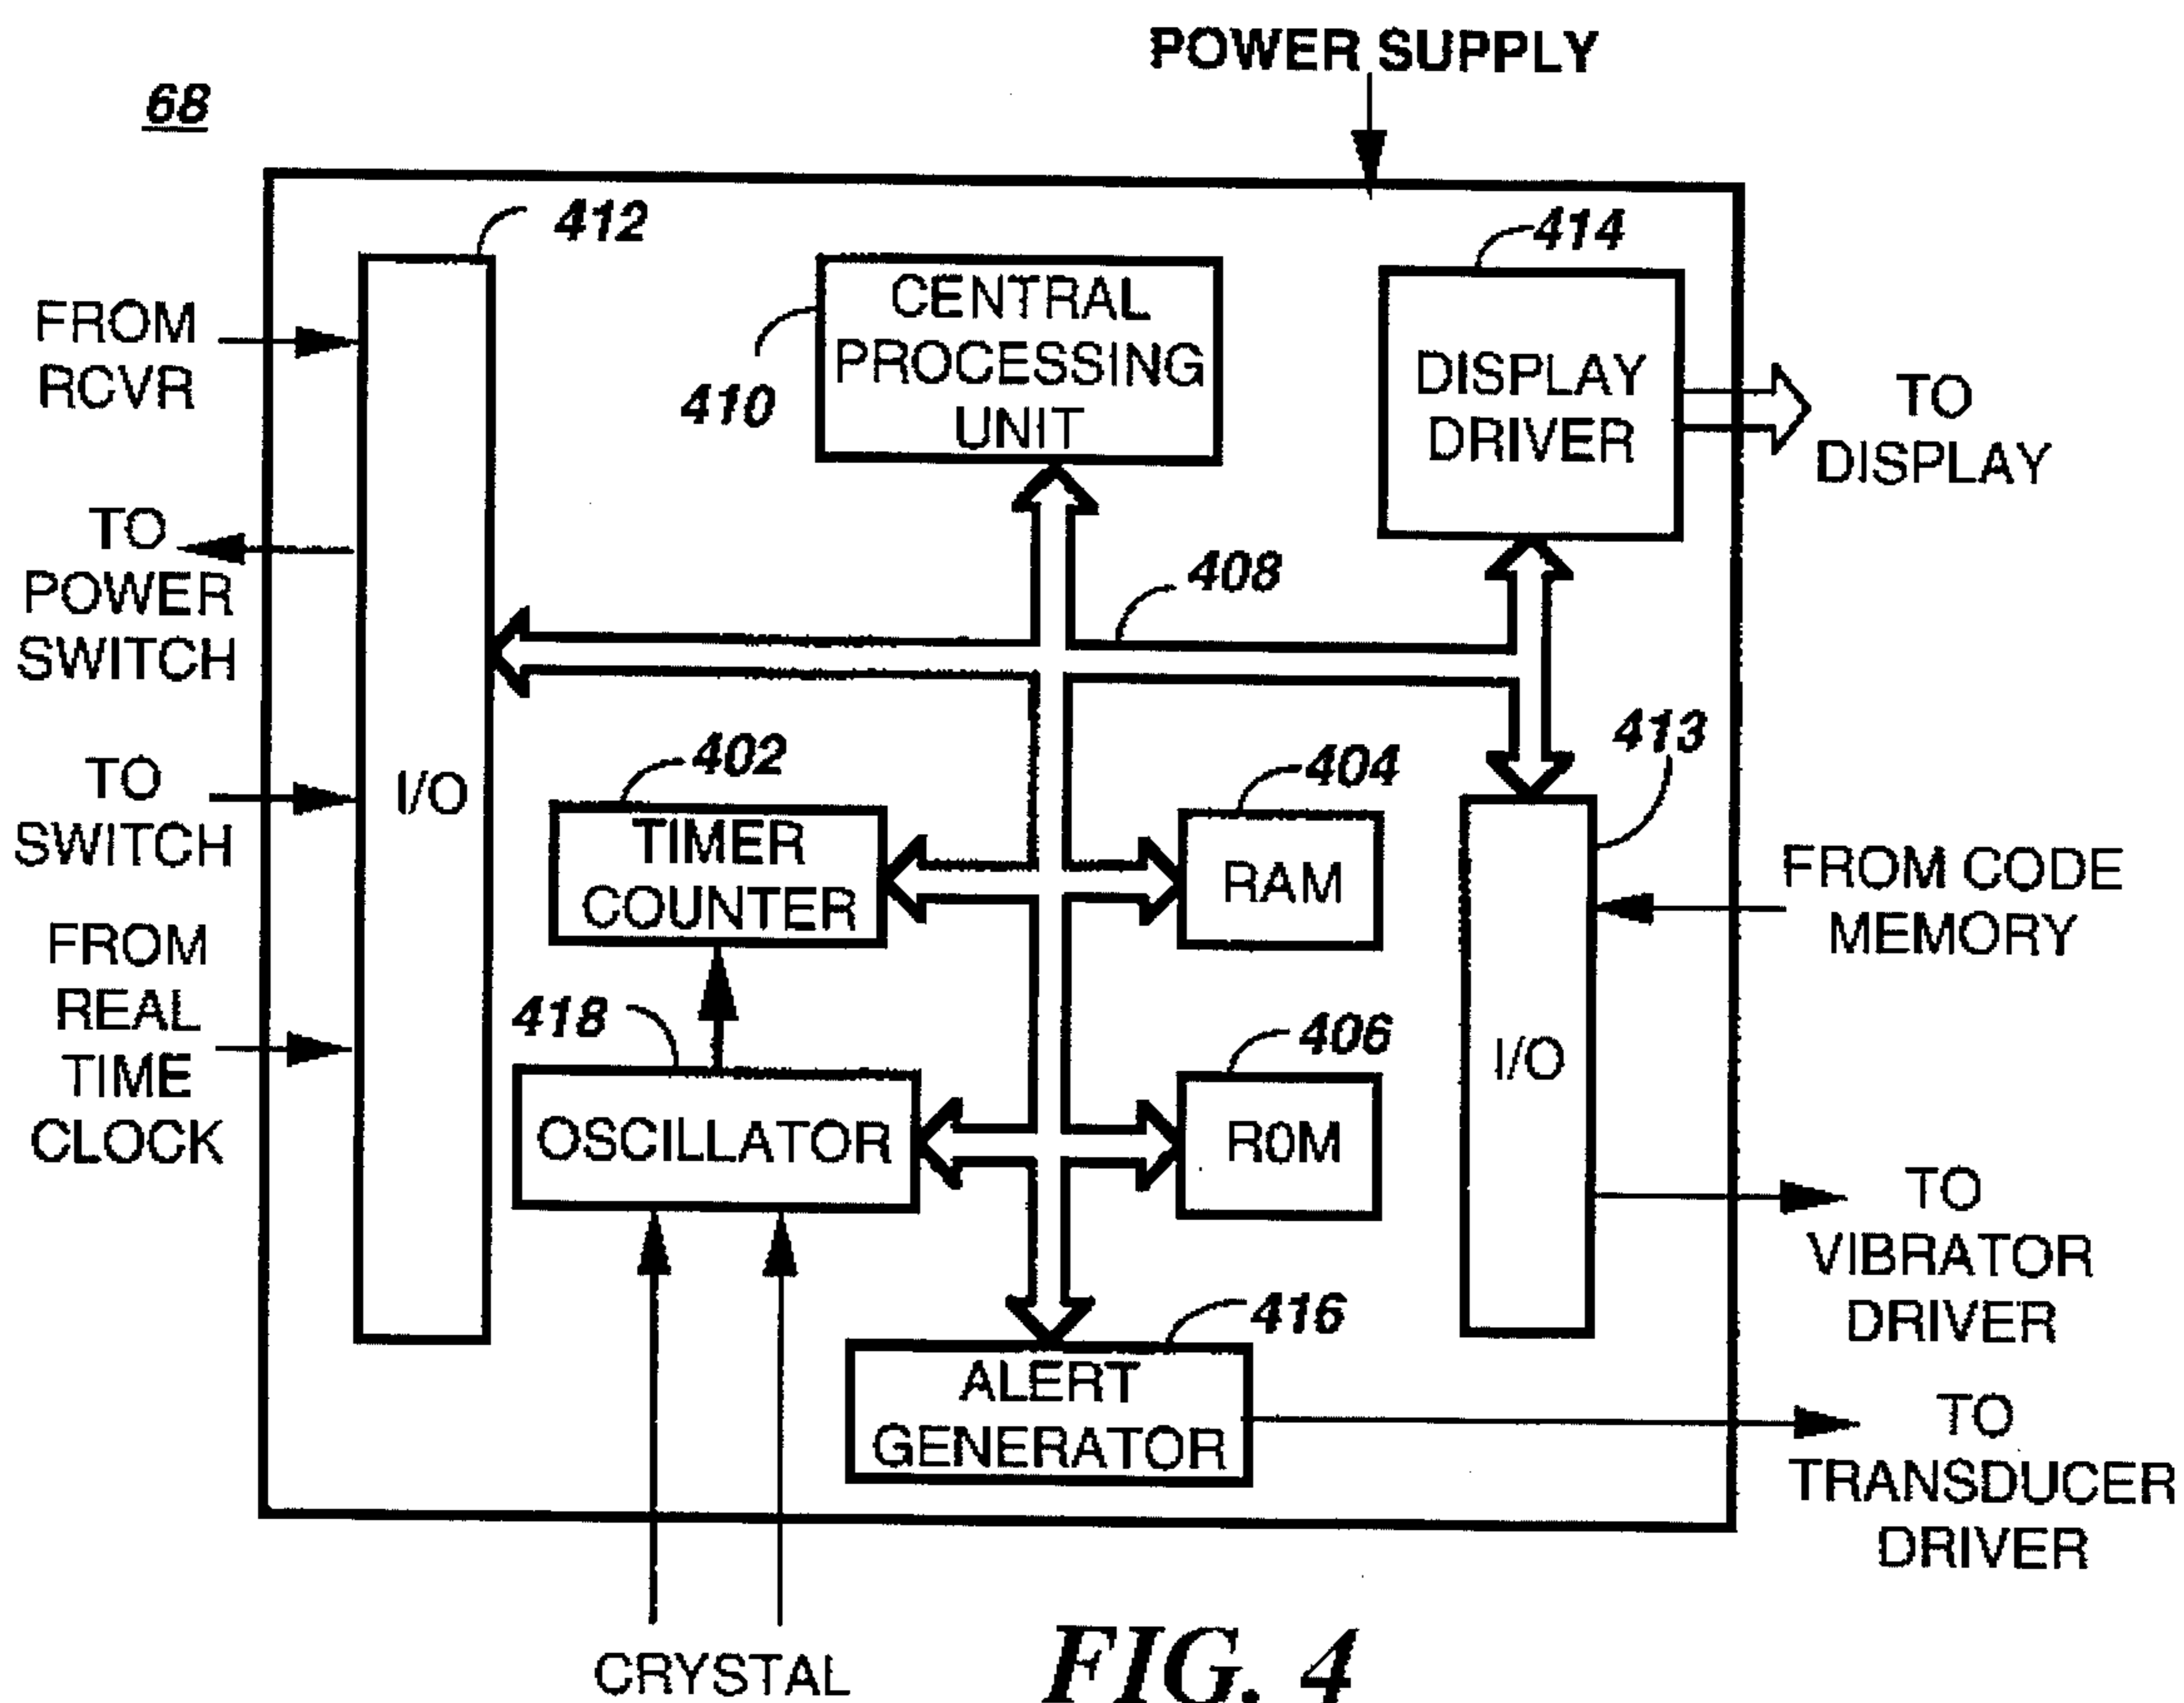 POWER SUPPLY
68
412
414
FROM
RCVR
CENTRAL
PROCESSING
UNIT
410
DISPLAY
DRIVER
TO
DISPLAY
TO
POWER
SWITCH
408
413
402
404
TO
SWITCH
I/O
TIMER
COUNTER
RAM
FROM CODE
MEMORY
FROM
REAL
TIME
CLOCK
418
406
I/O
OSCILLATOR
ROM
TO
VIBRATOR
DRIVER
416
ALERT
GENERATOR
TO
TRANSDUCER
DRIVER
CRYSTAL
FIG. 4